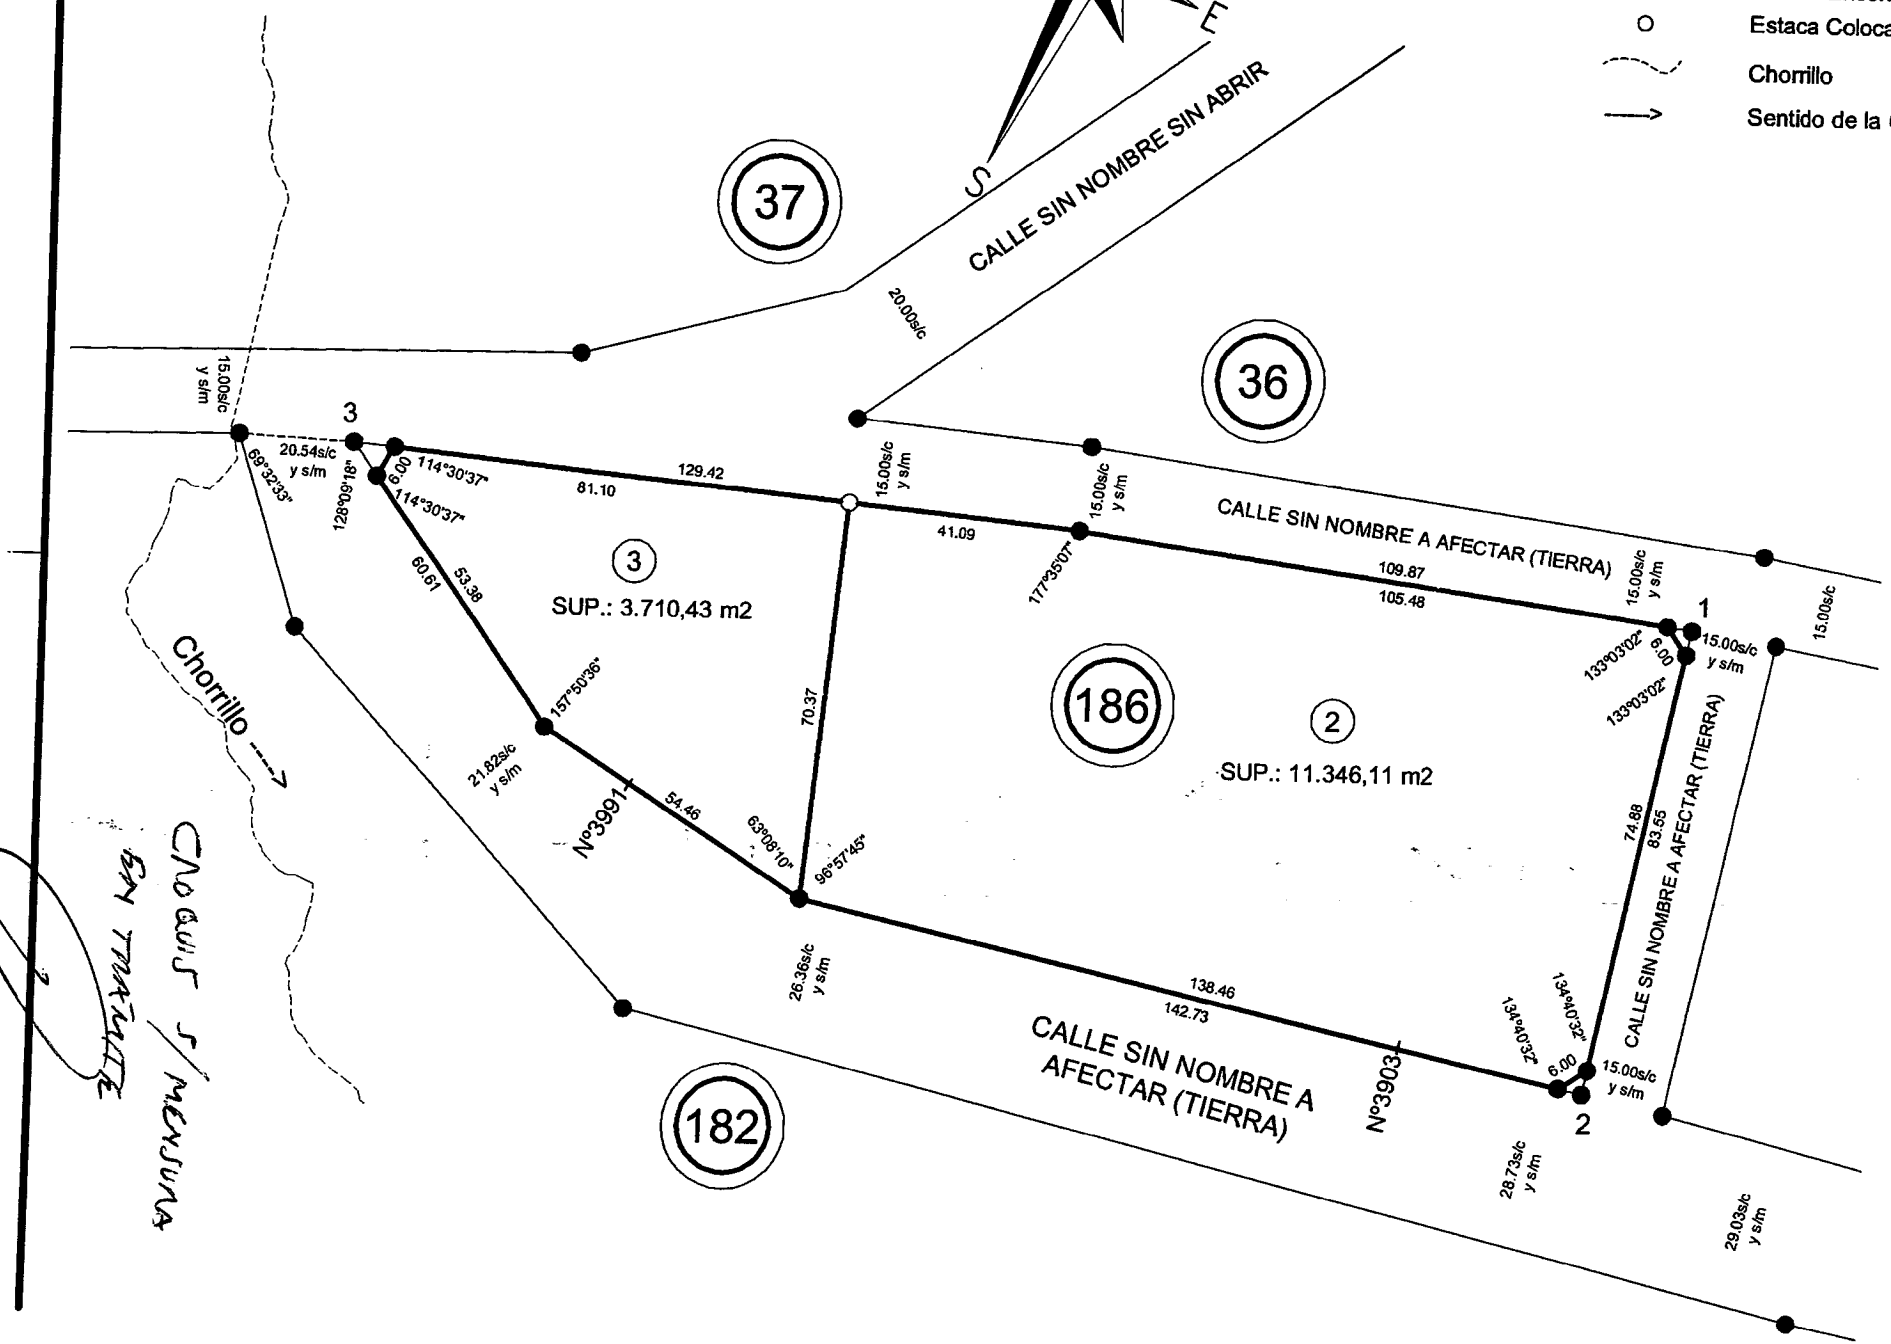 E
S
Estaca Coloca
Chorrillo
Sentido de la
37
CALLE SIN NOMBRE SIN ABRIR
20.00s/c
36
15.00s/c
y s/m
3
20.54s/c
y s/m
69°32'33"
128°09'18"
6.00
114°30'37"
114°30'37"
129.42
81.10
15.00s/c
y s/m
41.09
15.00s/c
y s/m
177°35'07"
CALLE SIN NOMBRE A AFECTAR (TIERRA)
109.87
105.48
15.00s/c
y s/m
1
15.00s/c
y s/m
15.00s/c
133°03'02"
6.00
133°03'02"
60.61
53.38
3
SUP.: 3.710,43 m2
157°50'36"
70.37
186
2
SUP.: 11.346,11 m2
Chorrillo
21.82s/c
y s/m
Nº3991
54.46
63°08'10"
96°57'45"
74.88
83.55
CALLE SIN NOMBRE A AFECTAR (TIERRA)
26.36s/c
y s/m
138.46
142.73
134°40'32"
134°40'32"
6.00
15.00s/c
y s/m
2
CALLE SIN NOMBRE A
AFECTAR (TIERRA)
Nº3903
182
28.73s/c
y s/m
29.03s/c
y s/m
CROQUIS S/MENSURA
EN TRAMITE